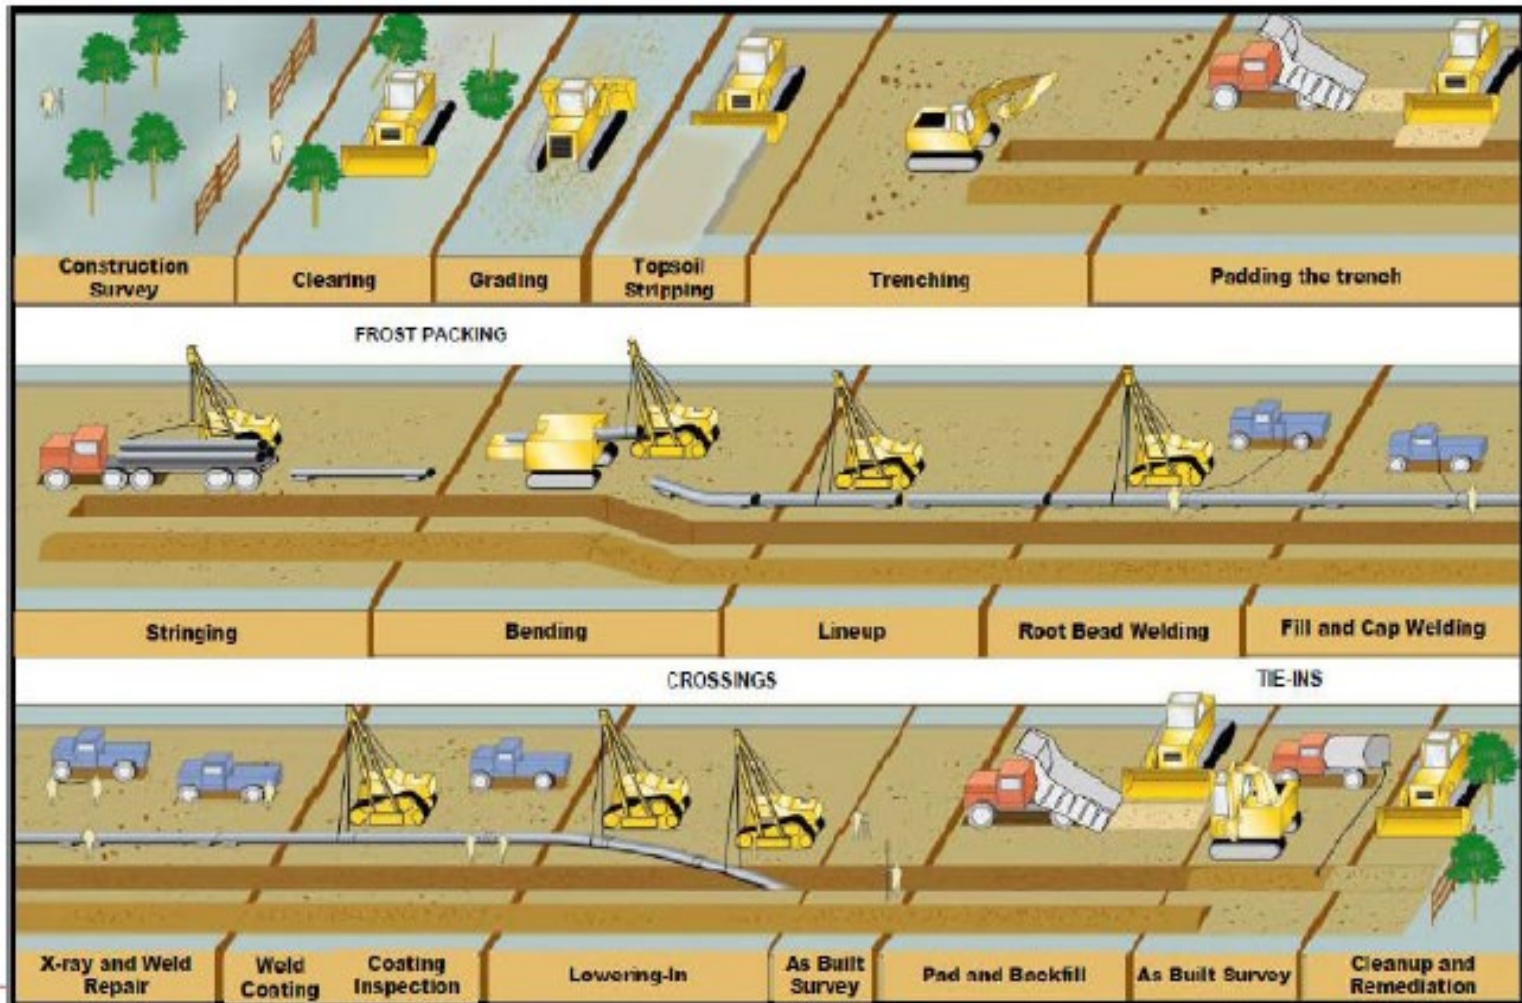 Construction
Survey
Clearing
Grading
Topsoil
Stripping
Trenching
Padding the trench
FROST PACKING
Stringing
Bending
Lineup
Root Bead Welding
Fill and Cap Welding
CROSSINGS
TIE-INS
X-ray and Weld
Repair
Weld
Coating
Coating
Inspection
Lowering-In
As Built
Survey
Pad and Backfill
As Built Survey
Cleanup and
Remediation